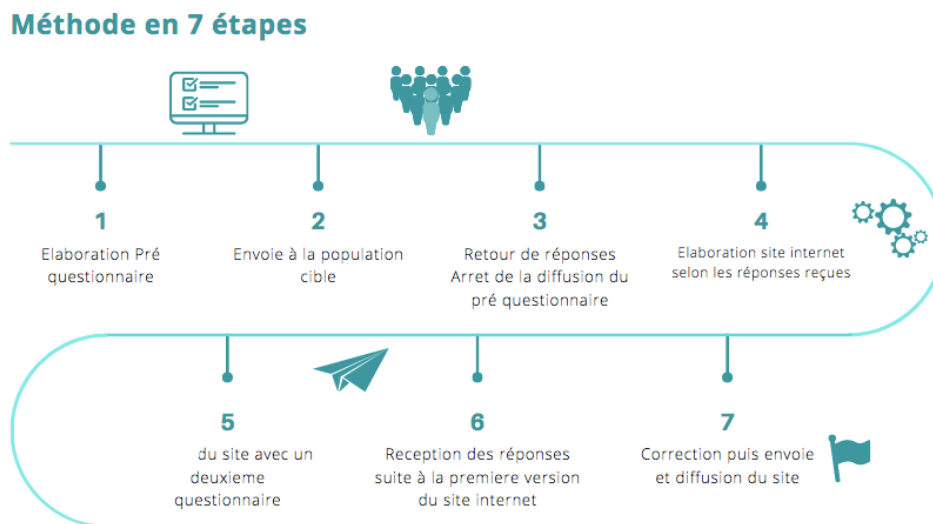 Méthode en 7 étapes
1
Elaboration Pré
questionnaire
2
Envoie à la population
cible
3
Retour de réponses
Arret de la diffusion du
pré questionnaire
4
Elaboration site internet
selon les réponses reçues
5
du site avec un
deuxieme
questionnaire
6
Reception des réponses
suite à la premiere version
du site internet
7
Correction puis envoie
et diffusion du site